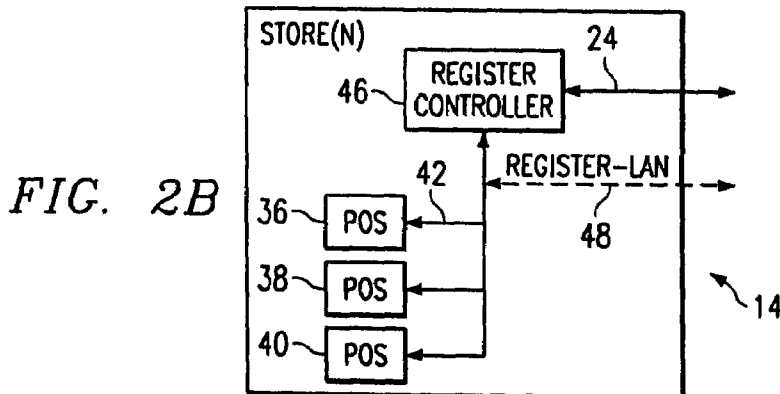 STORE(N)
24
46
REGISTER
CONTROLLER
REGISTER-LAN
42
48
FIG. 2B
36
POS
38
POS
14
40
POS